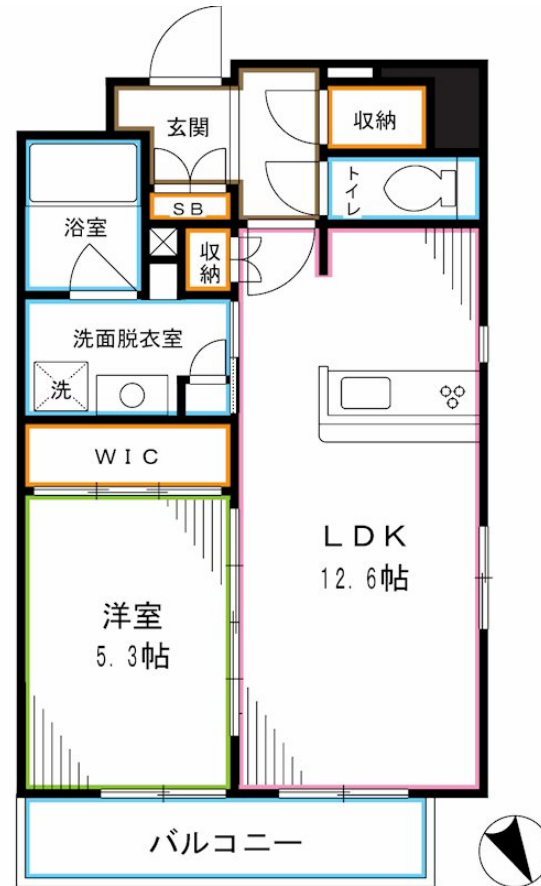 玄関
収納
トイレ
SB
浴室
収納
洗面脱衣室
洗
WIC
LDK
12.6帖
洋室
5.3帖
バルコニー